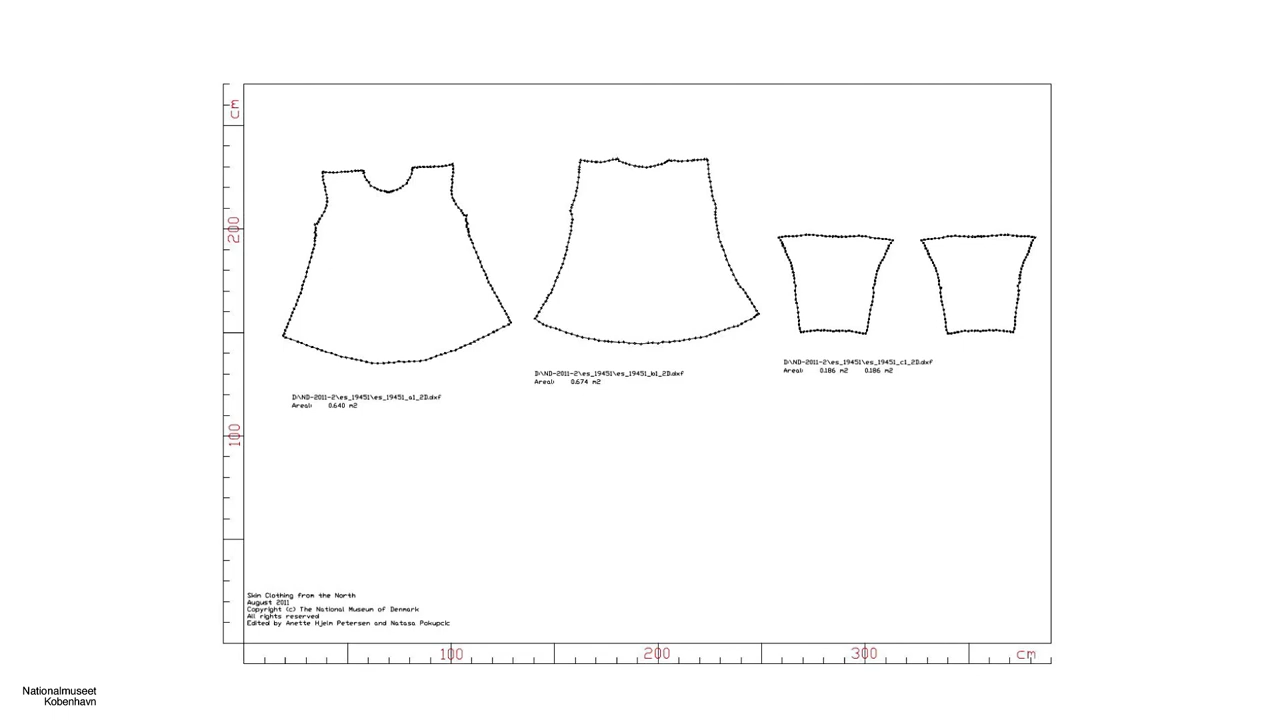 cm
200
100
D:\ND-2011-2\es_19451\es_19451_a1_2D.dxf
Areal: 0.640 m2
D:\ND-2011-2\es_19451\es_19451_b1_2D.dxf
Areal: 0.674 m2
D:\ND-2011-2\es_19451\es_19451_c1_2D.dxf
Areal: 0.186 m2 0.186 m2
Skin Clothing from the North
August 2011
Copyright (c) The National Museum of Denmark
All rights reserved
Edited by Anette Hjelm Petersen and Natasa Pokupcic
100 200 300 cm
Nationalmuseet
Kobenhavn